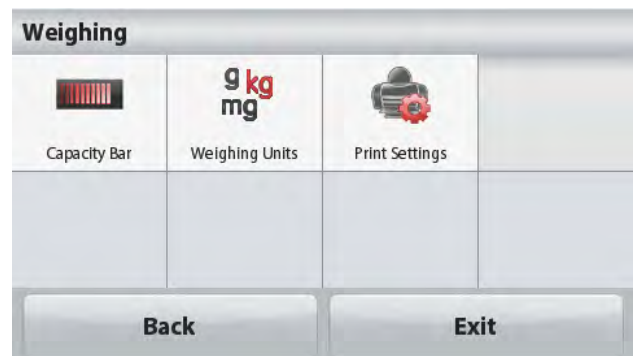 Weighing
g kg
mg
Capacity Bar
Weighing Units
Print Settings
Back
Exit